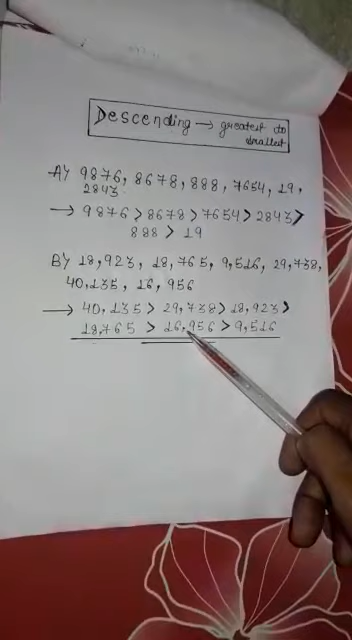 Descending → greatest to
smallest
A) 9876, 8678, 888, 7654, 19,
2843
→ 9876 > 8678 > 7654 > 2843 >
888 > 19
B) 18,923, 18,765, 9,516, 29,738,
40,135, 16,956
→ 40,135 > 29,738 > 18,923 >
18,765 > 16,956 > 9,516